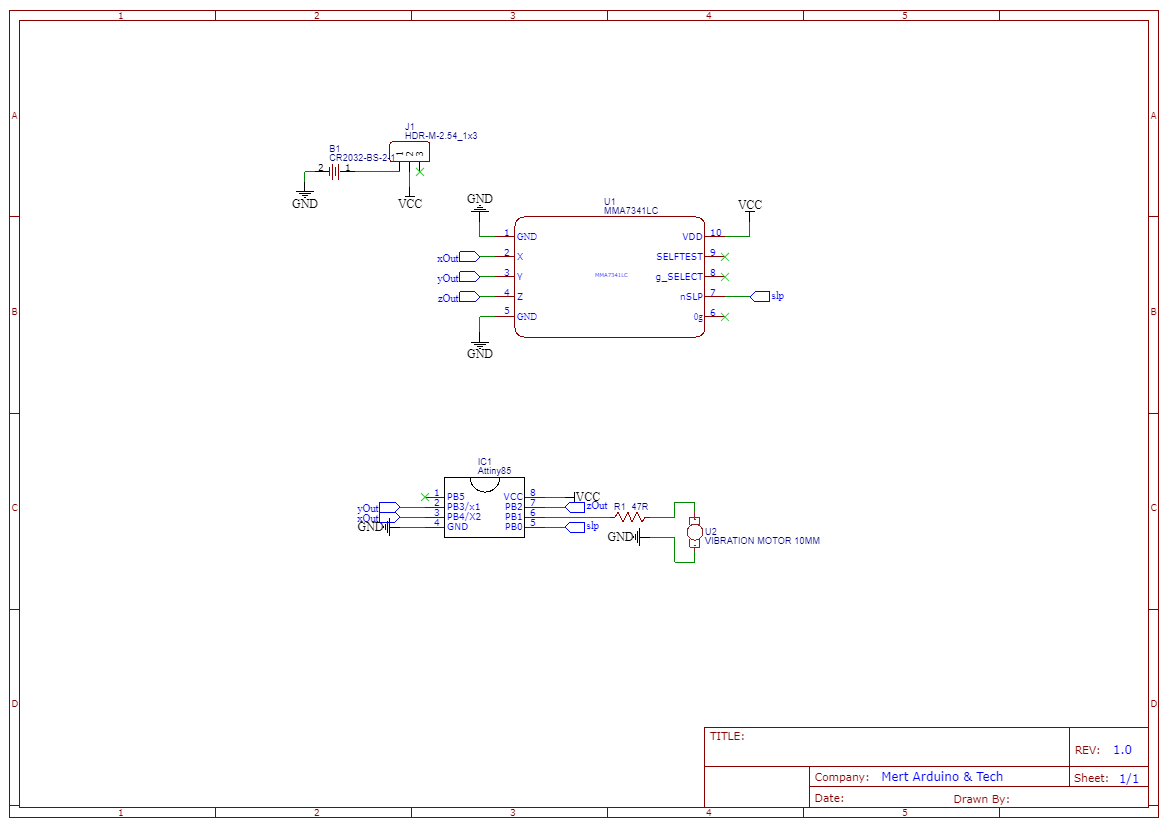 1 2 3 4 5
A A
J1
HDR-M-2.54_1x3
B1
CR2032-BS-2-1
1 2 3
2 1
GND
VCC
GND
U1
MMA7341LC
VCC
1 GND
VDD 10
xOut
2 X
SELFTEST 9
yOut
3 Y
MMA7341LC
g_SELECT 8
zOut
4 Z
nSLP 7
slp
B B
5 GND
0g 6
GND
IC1
Attiny85
1 PB5
VCC 8
VCC
yOut
2 PB3/x1
PB2 7
zOut
R1 47R
C C
xOut
3 PB4/X2
PB1 6
GND
4 GND
PB0 5
slp
GND
U2
VIBRATION MOTOR 10MM
D D
TITLE:
REV: 1.0
Company: Mert Arduino & Tech
Sheet: 1/1
Date:
Drawn By:
1 2 3 4 5